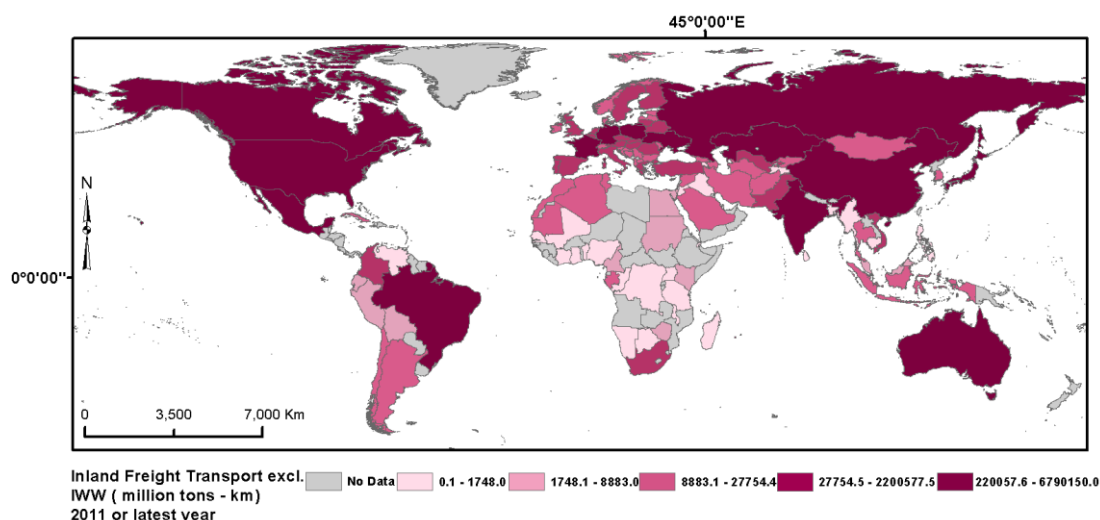 45°0'00"E
N
0°0'00"
0 3,500 7,000 Km
Inland Freight Transport excl.
IWW ( million tons - km)
2011 or latest year
No Data 0.1 - 1748.0 1748.1 - 8883.0 8883.1 - 27754.4 27754.5 - 2200577.5 220057.6 - 6790150.0